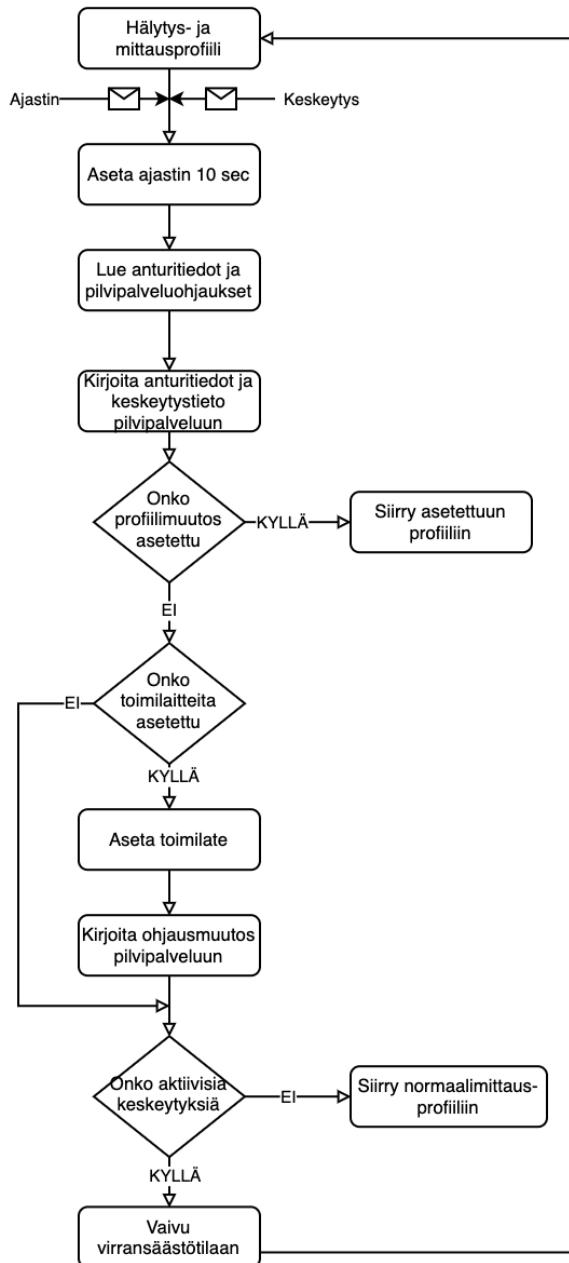 Hälytys- ja
mittausprofiili
Ajastin
Keskeytys
Aseta ajastin 10 sec
Lue anturitiedot ja
pilvipalveluohjaukset
Kirjoita anturitiedot ja
keskeytystieto
pilvipalveluun
Onko
profiilimuutos
asetettu
KYLLÄ
Siirry asetettuun
profiiliin
EI
Onko
toimilaitteita
asetettu
EI
KYLLÄ
Aseta toimilate
Kirjoita ohjausmuutos
pilvipalveluun
Onko aktiivisia
keskeytyksiä
EI
Siirry normaalimittaus-
profiiliin
KYLLÄ
Vaivu
virransäästötilaan